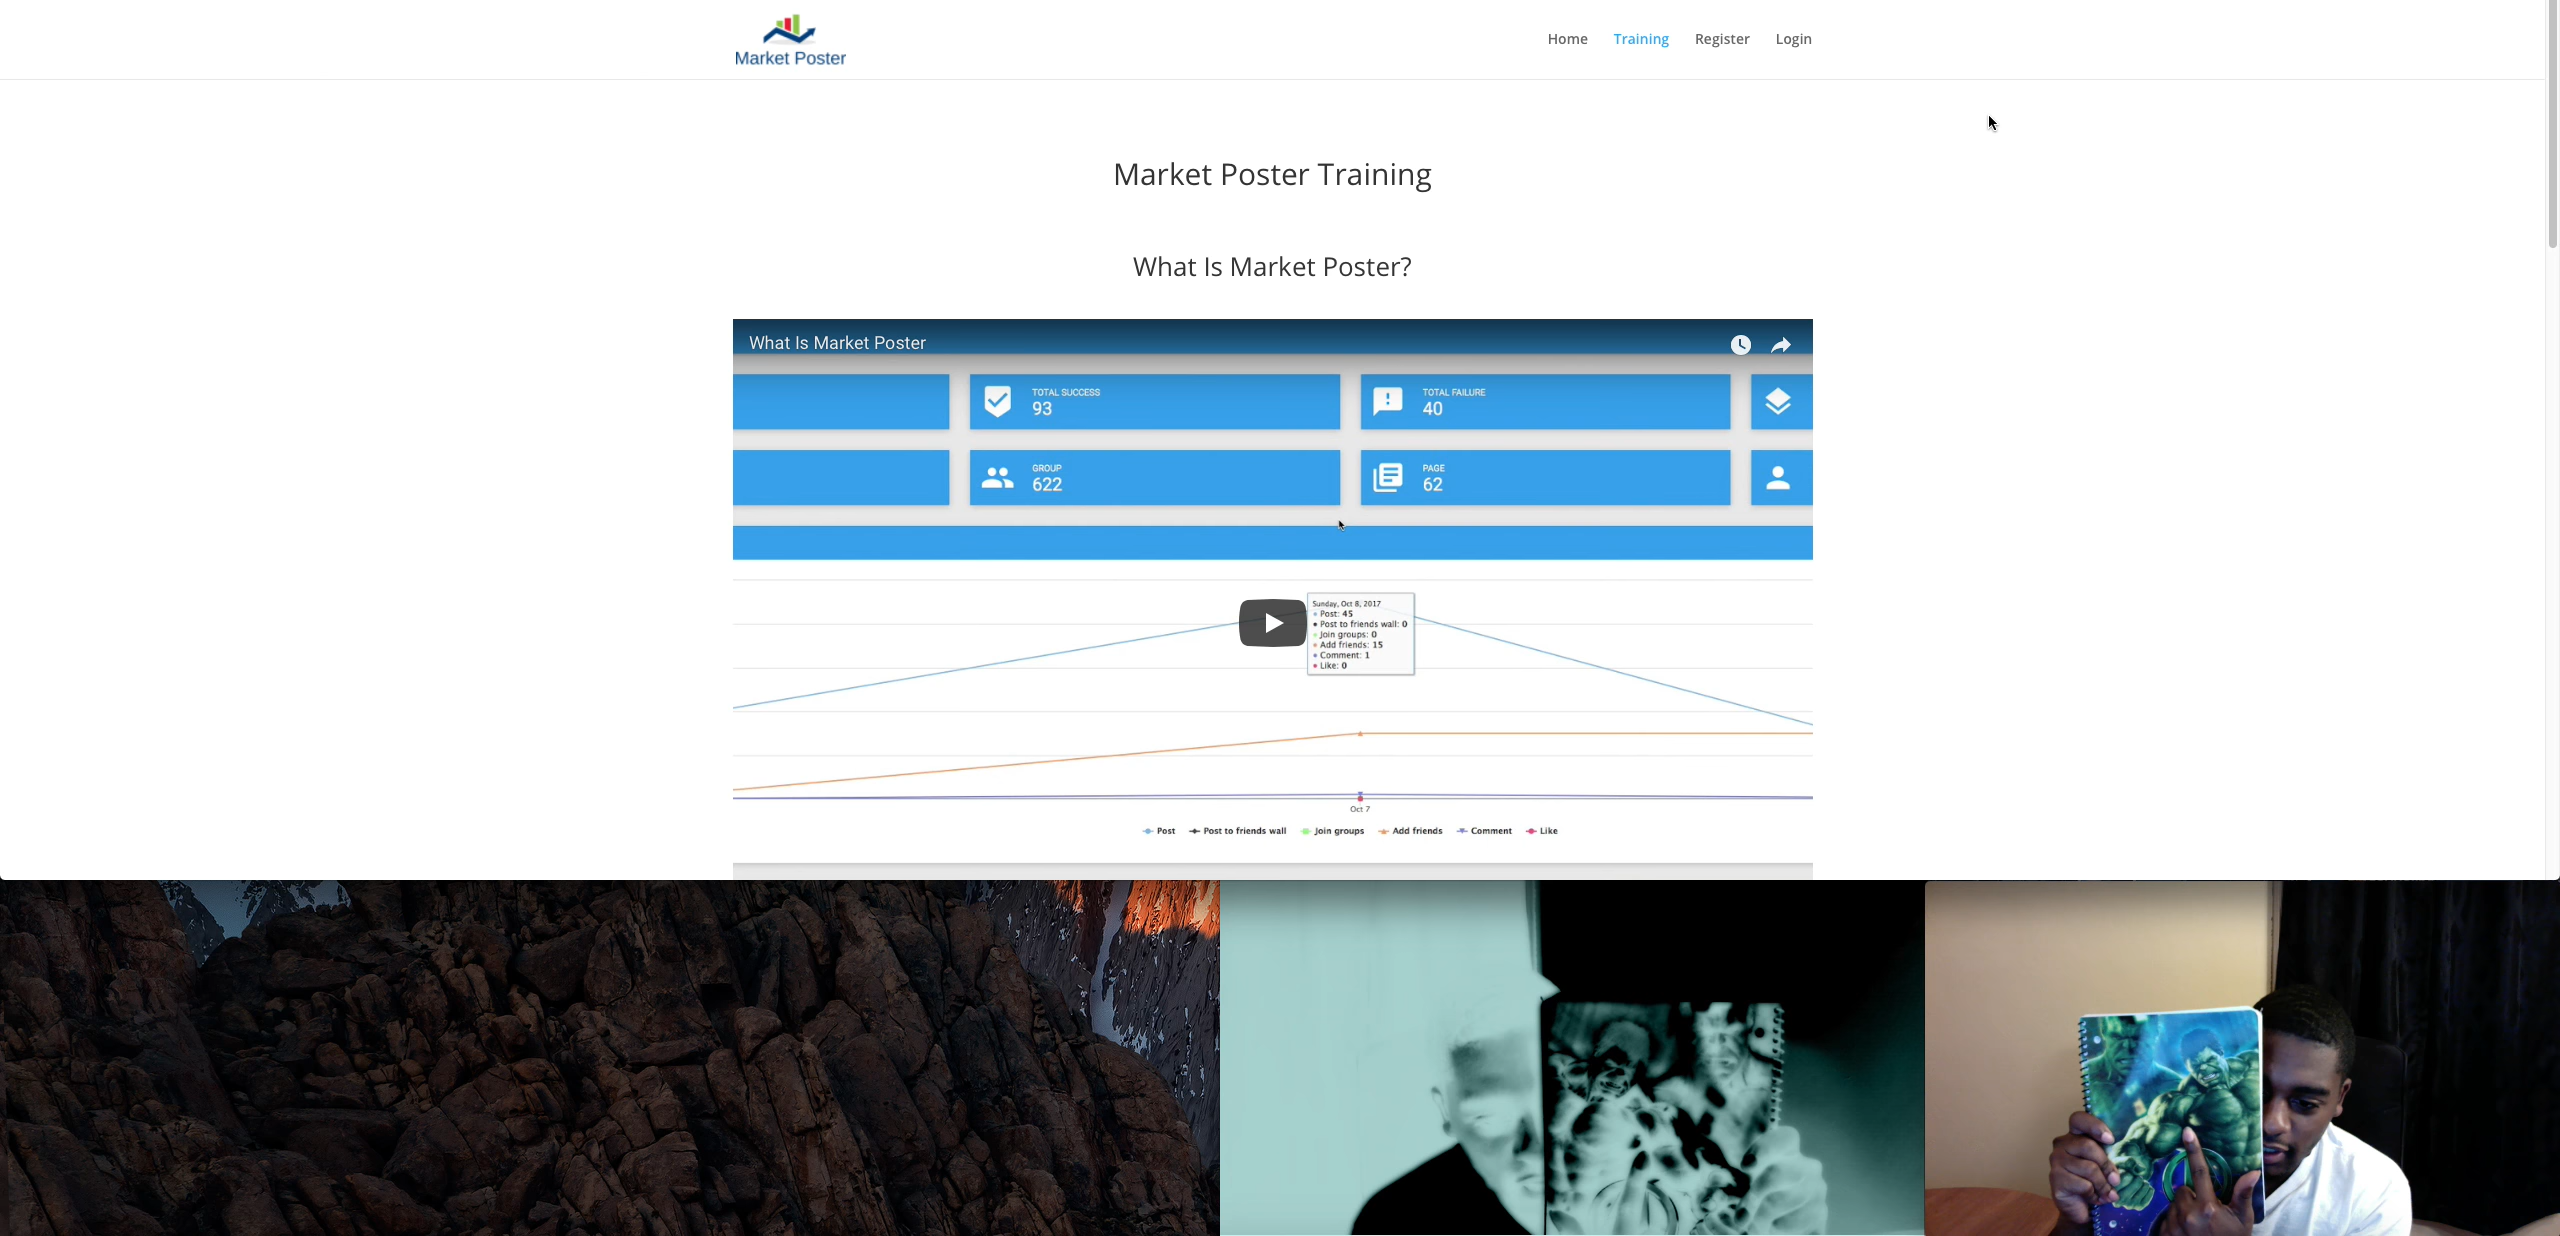 Market Poster
Home Training Register Login
Market Poster Training
What Is Market Poster?
What Is Market Poster
TOTAL SUCCESS
93
TOTAL FAILURE
40
GROUP
622
PAGE
62
Sunday, Oct 8, 2017
Post: 45
Post to friends wall: 0
Join groups: 0
Add friends: 15
Comment: 1
Like: 0
Oct 7
Post Post to friends wall Join groups Add friends Comment Like